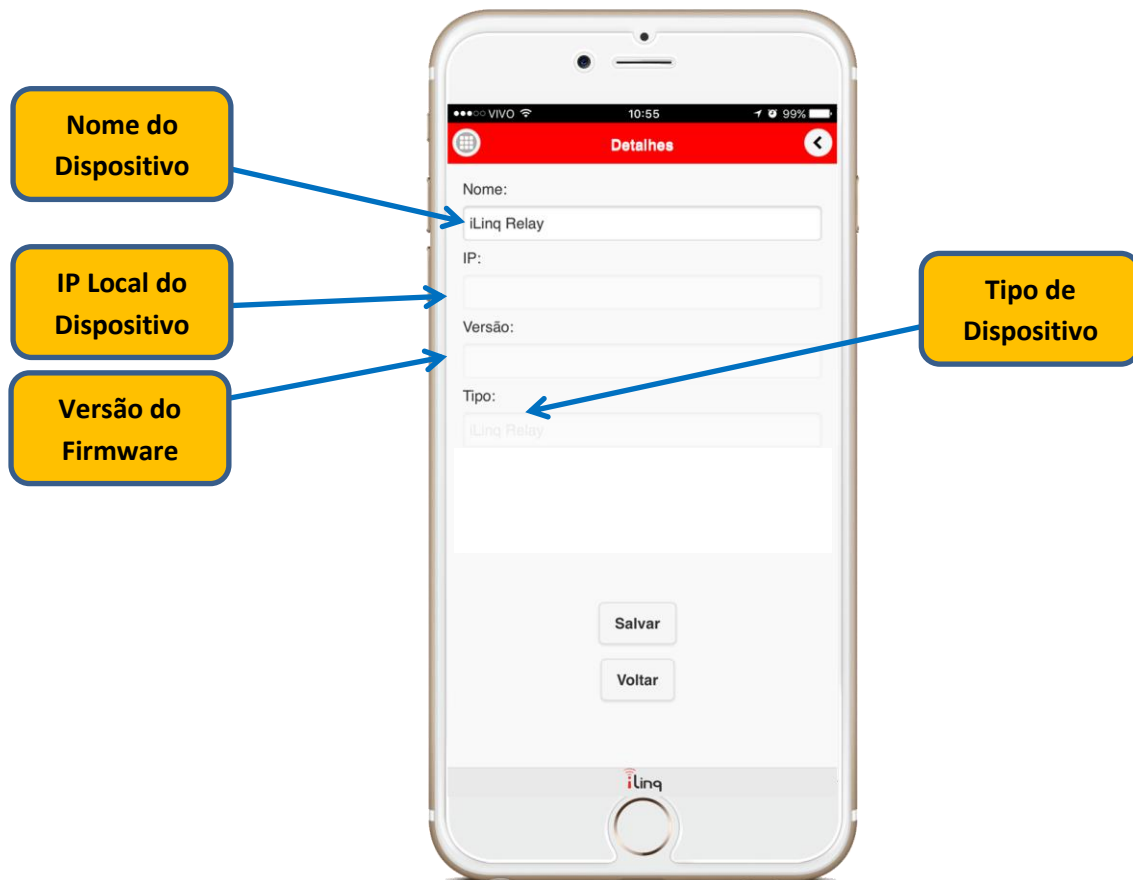 VIVO 10:55 99%
Detalhes
Nome:
iLinq Relay
IP:
Versão:
Tipo:
iLinq Relay
Salvar
Voltar
iLinq
Nome do
Dispositivo
IP Local do
Dispositivo
Versão do
Firmware
Tipo de
Dispositivo